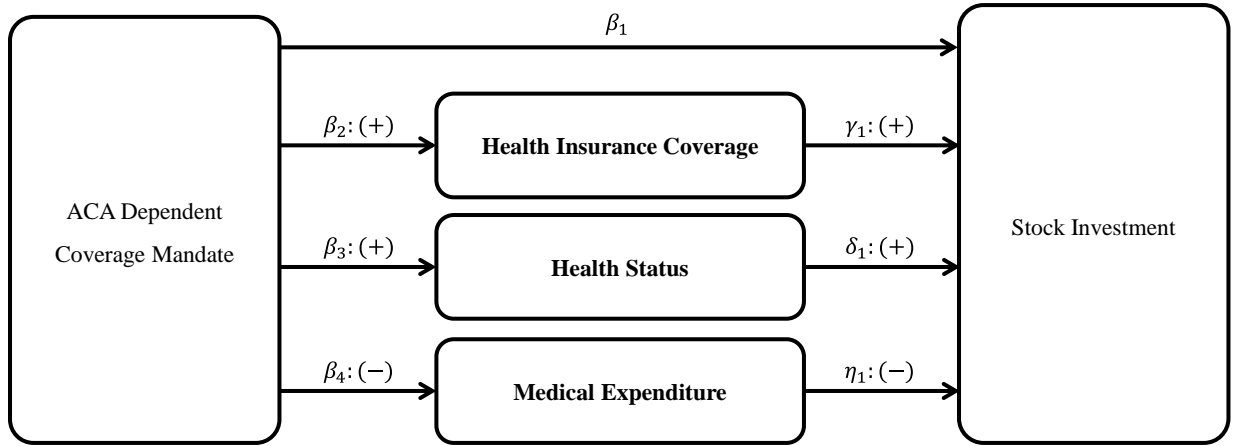 β₁
β₂: (+)
Health Insurance Coverage
γ₁: (+)
ACA Dependent
Coverage Mandate
Stock Investment
β₃: (+)
Health Status
δ₁: (+)
β₄: (−)
Medical Expenditure
η₁: (−)